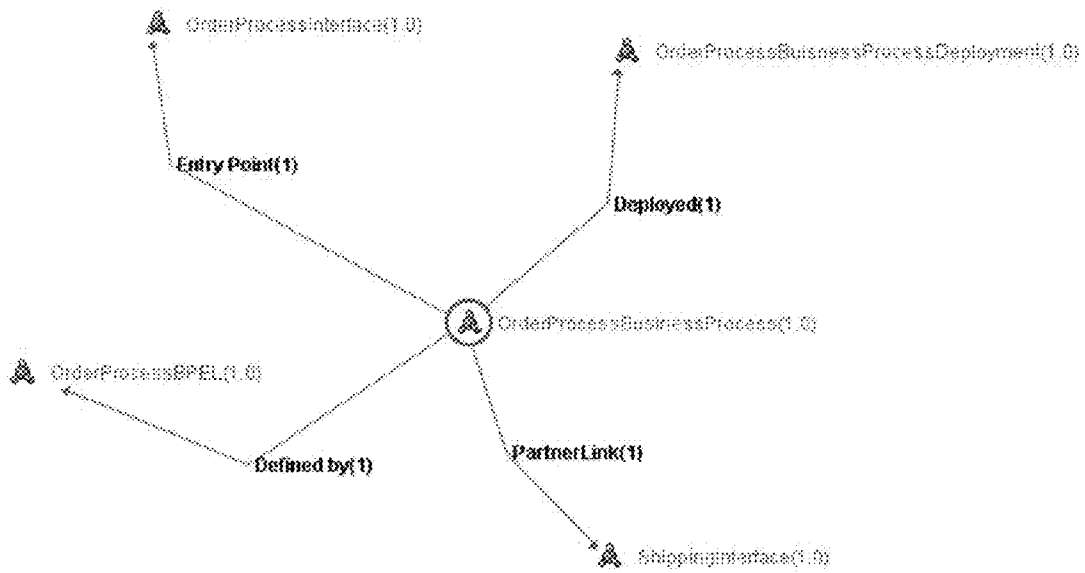 OrderProcessInterface(1.0)
OrderProcessBuisnessProcessDeployment(1.0)
Entry Point(1)
Deployed(1)
OrderProcessBusinessProcess(1.0)
OrderProcessBPEL(1.0)
PartnerLink(1)
Defined by(1)
ShippingInterface(1.0)